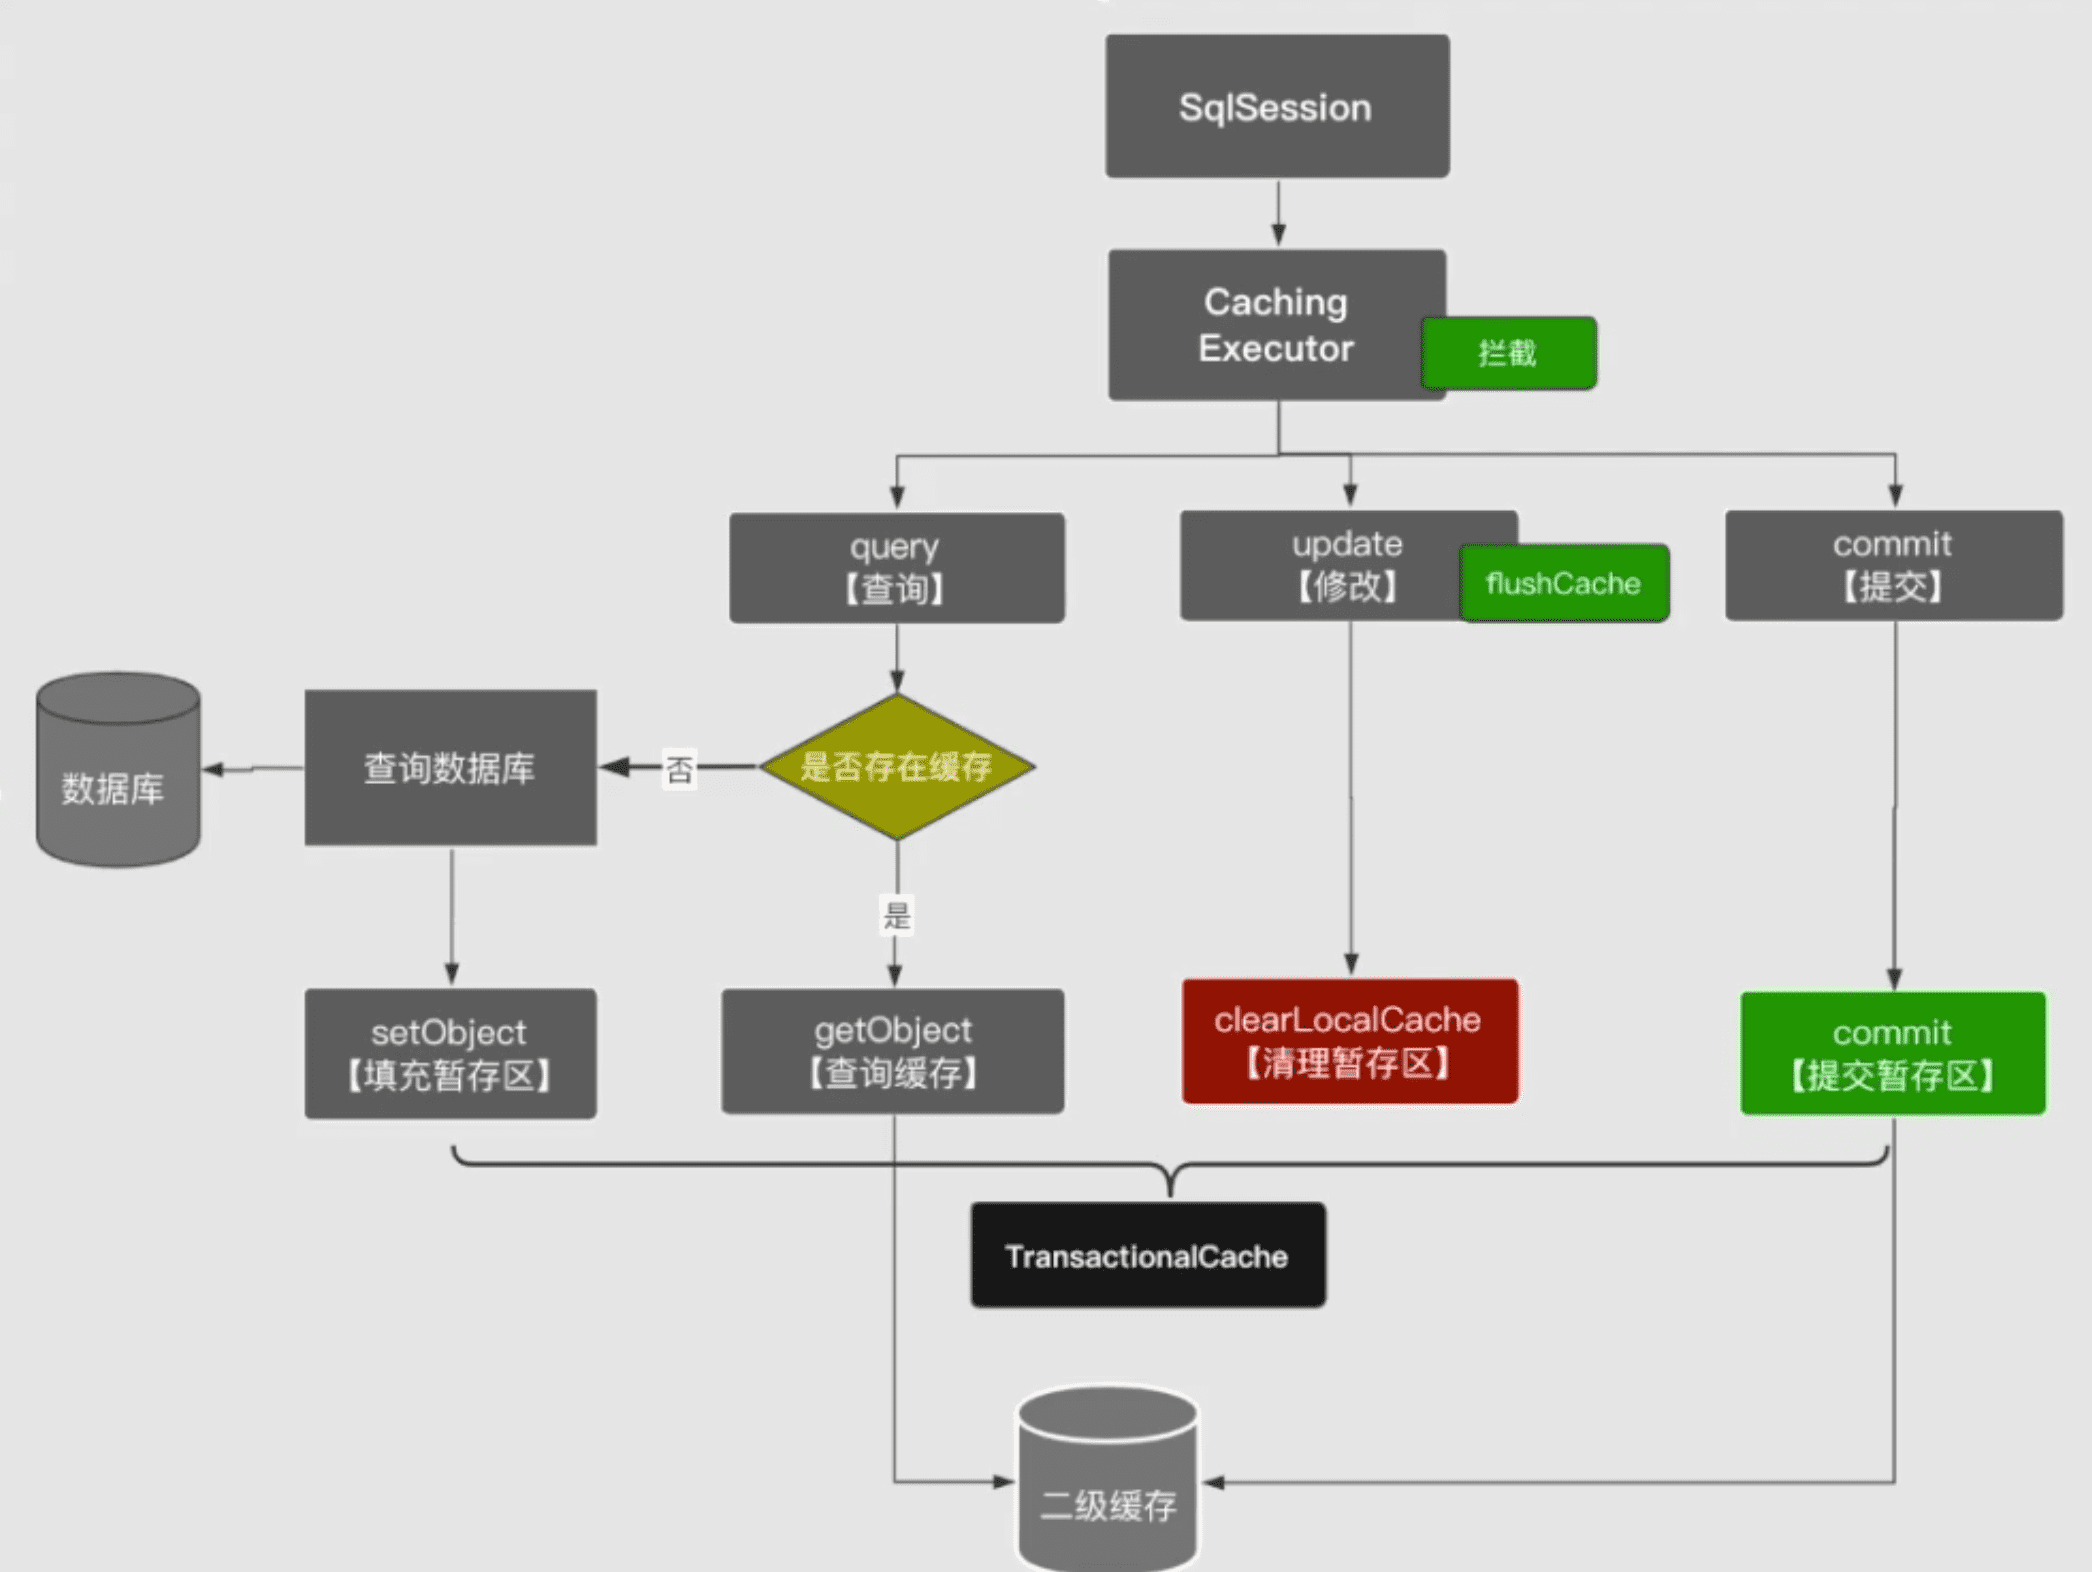 SqlSession
Caching
Executor
拦截
query
【查询】
update
【修改】
flushCache
commit
【提交】
数据库
查询数据库
否
是否存在缓存
是
setObject
【填充暂存区】
getObject
【查询缓存】
clearLocalCache
【清理暂存区】
commit
【提交暂存区】
TransactionalCache
二级缓存